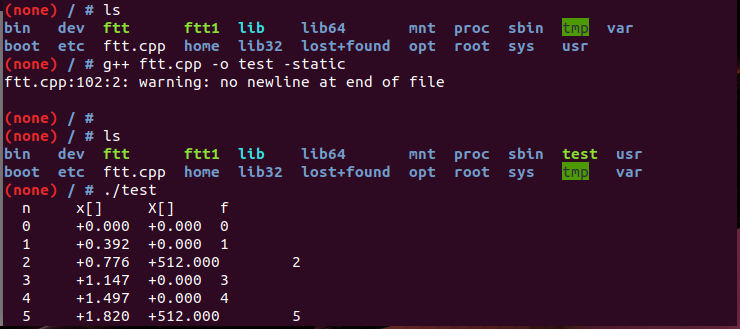 (none) / # ls
bin dev ftt ftt1 lib lib64 mnt proc sbin tmp var
boot etc ftt.cpp home lib32 lost+found opt root sys usr
(none) / # g++ ftt.cpp -o test -static
ftt.cpp:102:2: warning: no newline at end of file
(none) / #
(none) / # ls
bin dev ftt ftt1 lib lib64 mnt proc sbin test usr
boot etc ftt.cpp home lib32 lost+found opt root sys tmp var
(none) / # ./test
n x[] X[] f
0 +0.000 +0.000 0
1 +0.392 +0.000 1
2 +0.776 +512.000 2
3 +1.147 +0.000 3
4 +1.497 +0.000 4
5 +1.820 +512.000 5